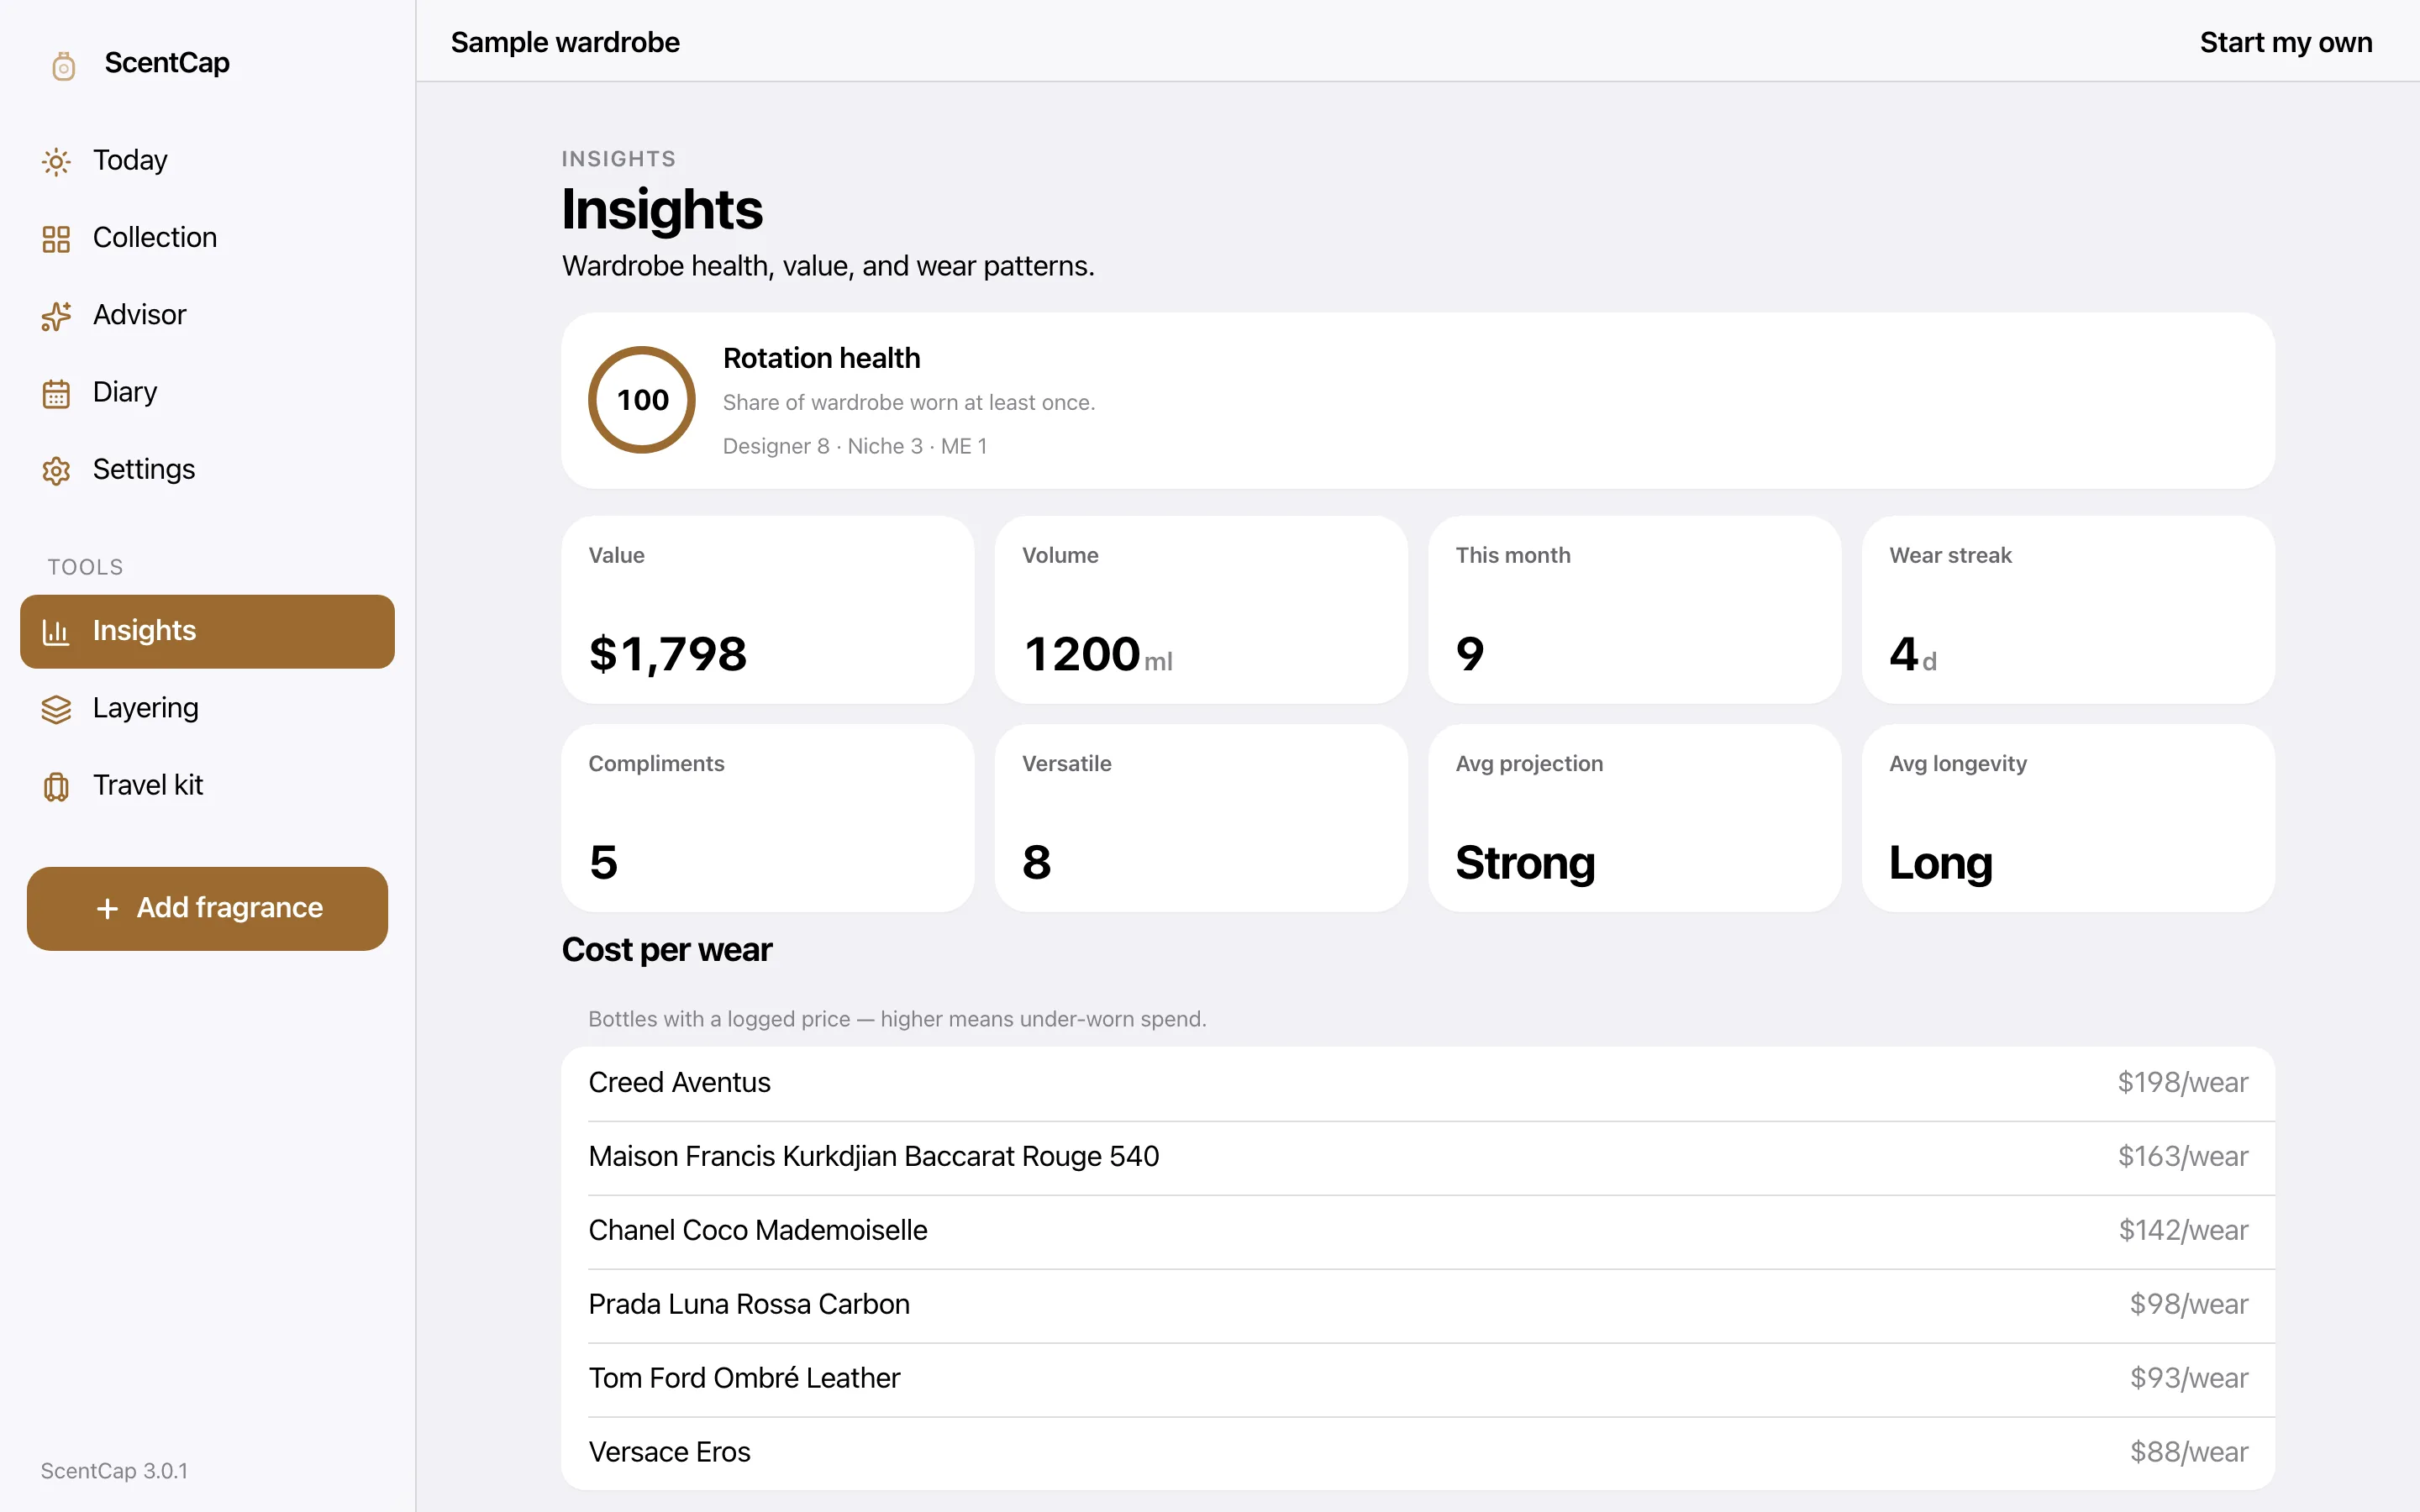 ScentCap
Today
Collection
Advisor
Diary
Settings
TOOLS
Insights
Layering
Travel kit
+ Add fragrance
ScentCap 3.0.1
Sample wardrobe
Start my own
INSIGHTS
Insights
Wardrobe health, value, and wear patterns.
100
Rotation health
Share of wardrobe worn at least once.
Designer 8 · Niche 3 · ME 1
Value
$1,798
Volume
1200 ml
This month
9
Wear streak
4 d
Compliments
5
Versatile
8
Avg projection
Strong
Avg longevity
Long
Cost per wear
Bottles with a logged price — higher means under-worn spend.
Creed Aventus $198/wear
Maison Francis Kurkdjian Baccarat Rouge 540 $163/wear
Chanel Coco Mademoiselle $142/wear
Prada Luna Rossa Carbon $98/wear
Tom Ford Ombré Leather $93/wear
Versace Eros $88/wear